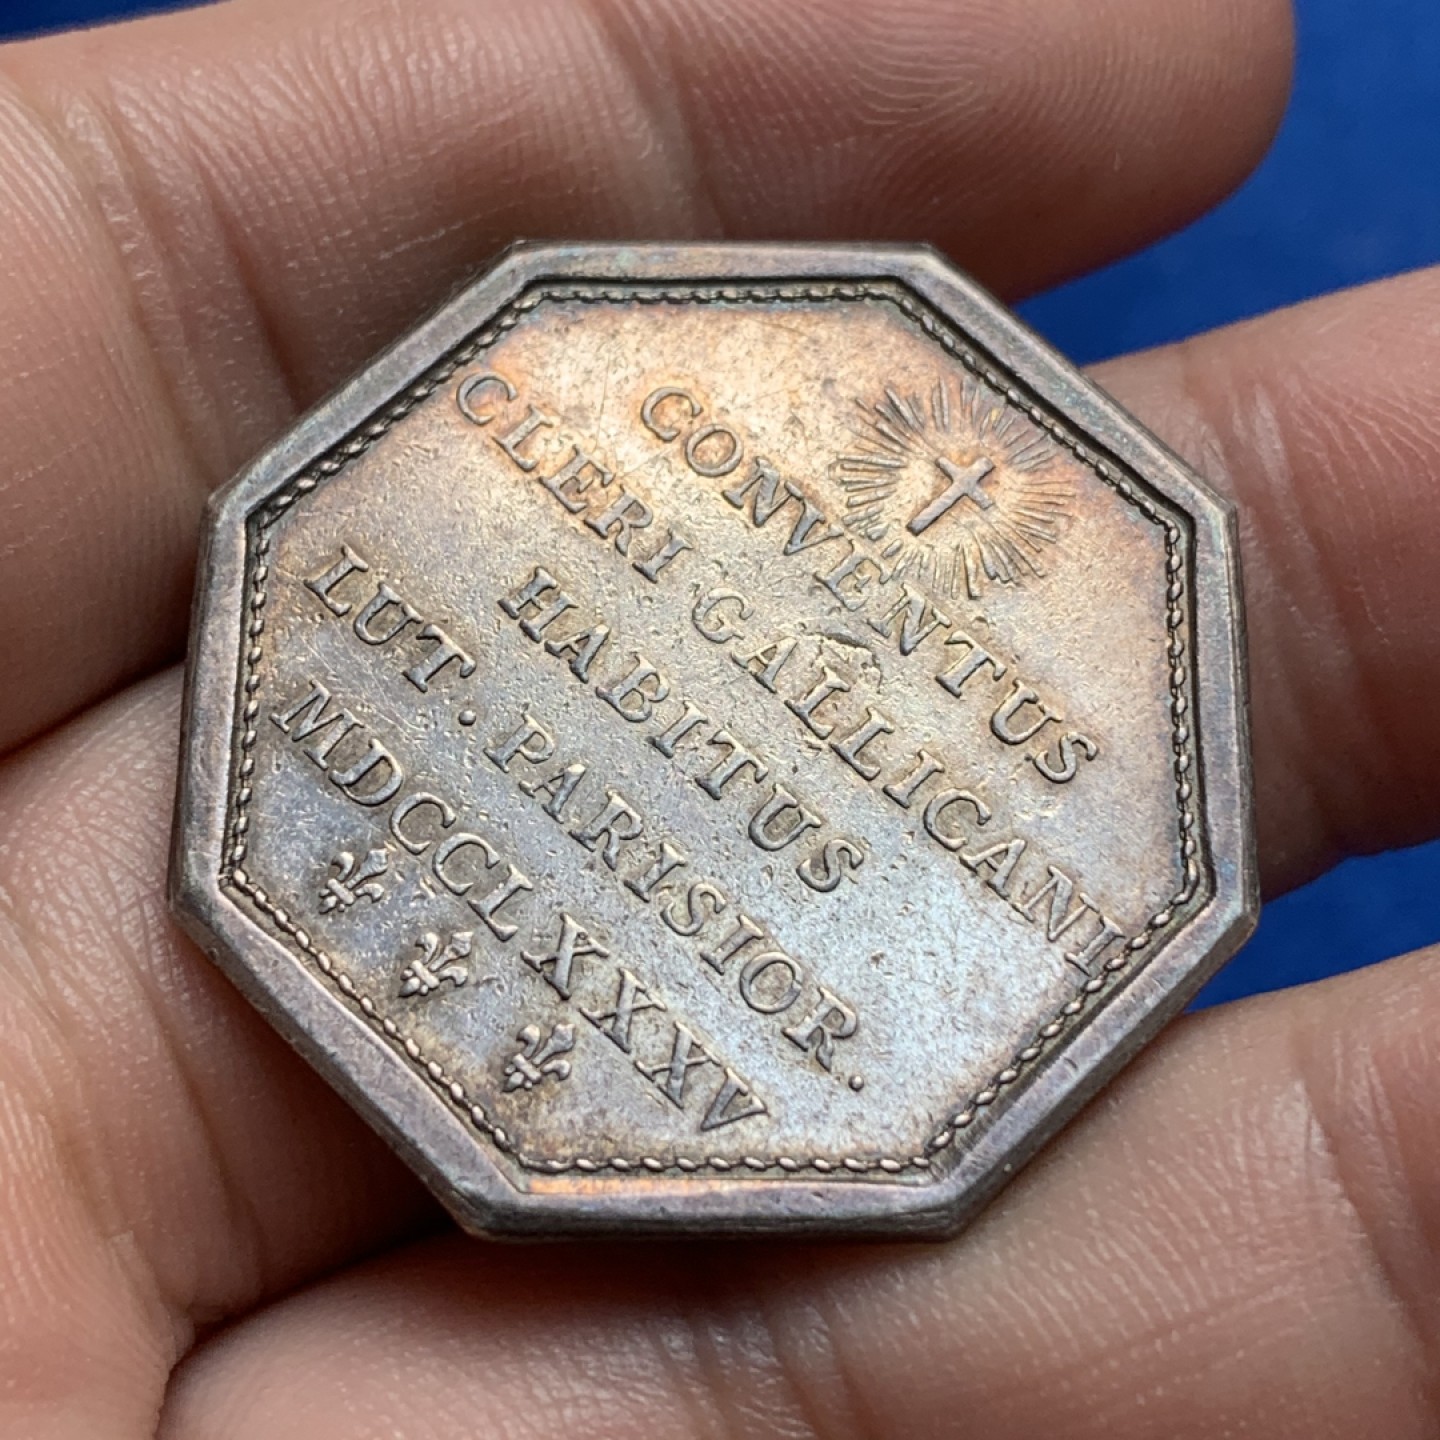 CONVENTUS
CLERI GALLICANI
HABITUS
LUT. PARISIOR.
MDCCLXXXV